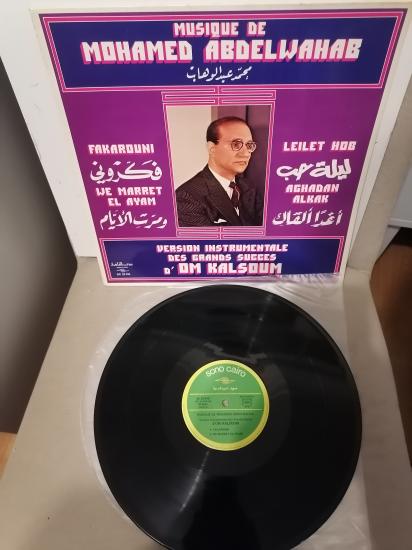 MUSIQUE DE
MOHAMED ABDELWAHAB
محمد عبد الوهاب
FAKAROUNI
فكروني
WE MARRET
EL AYAM
ومرت الأيام
LEILET HOB
ليلة حب
AGHADAN
ALKAK
أغداً ألقاك
VERSION INSTRUMENTALE
DES GRANDS SUCCES
D'OM KALSOUM
sono cairo